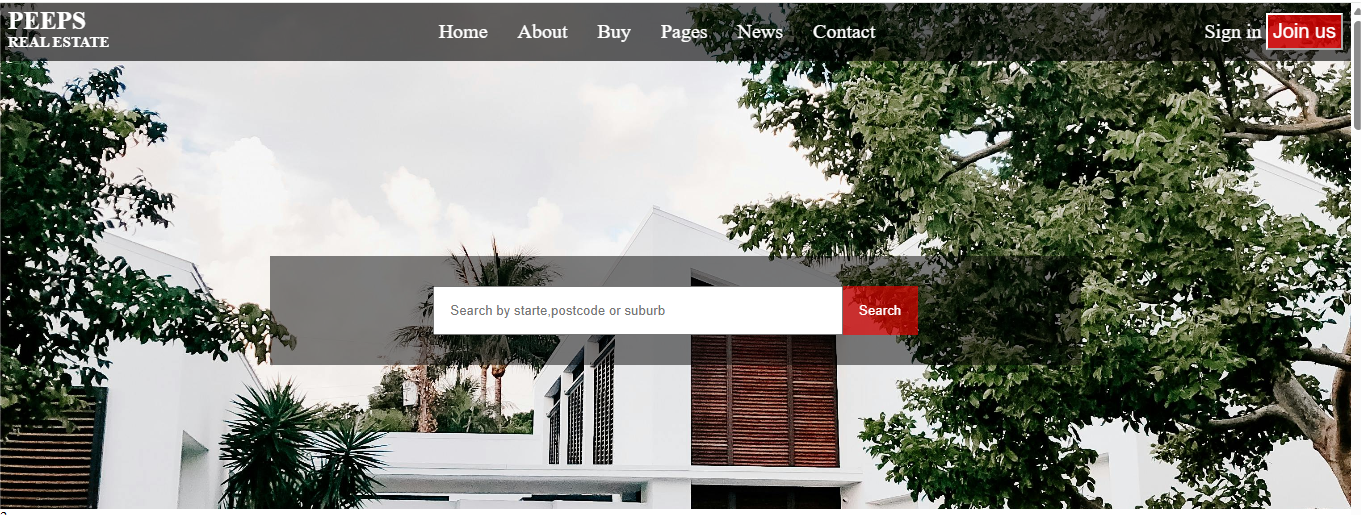 PEEPS
REAL ESTATE
Home About Buy Pages News Contact
Sign in Join us
Search by starte,postcode or suburb Search